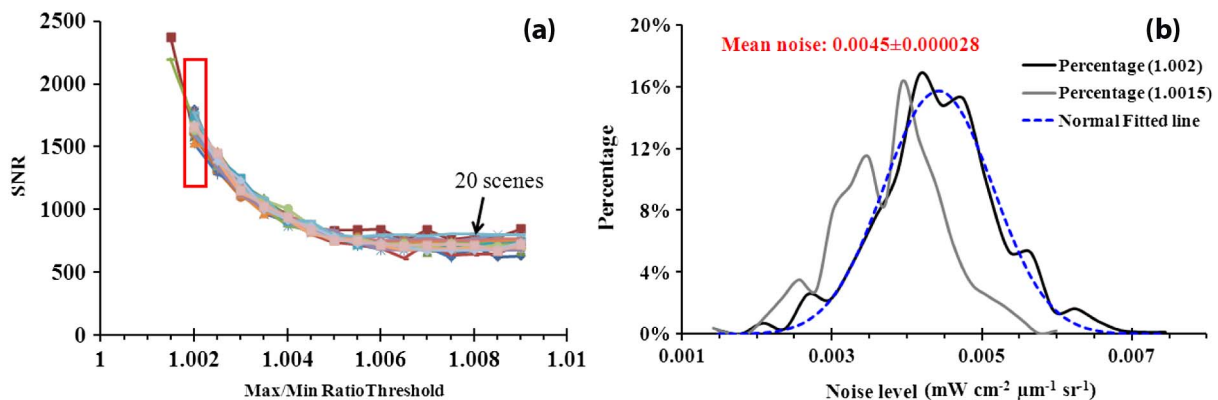 (a)
2500
2000
1500
1000
500
0
SNR
20 scenes
1
1.002
1.004
1.006
1.008
1.01
Max/Min RatioThreshold
(b)
20%
16%
12%
8%
4%
0%
Percentage
Mean noise: 0.0045±0.000028
Percentage (1.002)
Percentage (1.0015)
Normal Fitted line
0.001
0.003
0.005
0.007
Noise level (mW cm⁻² μm⁻¹ sr⁻¹)